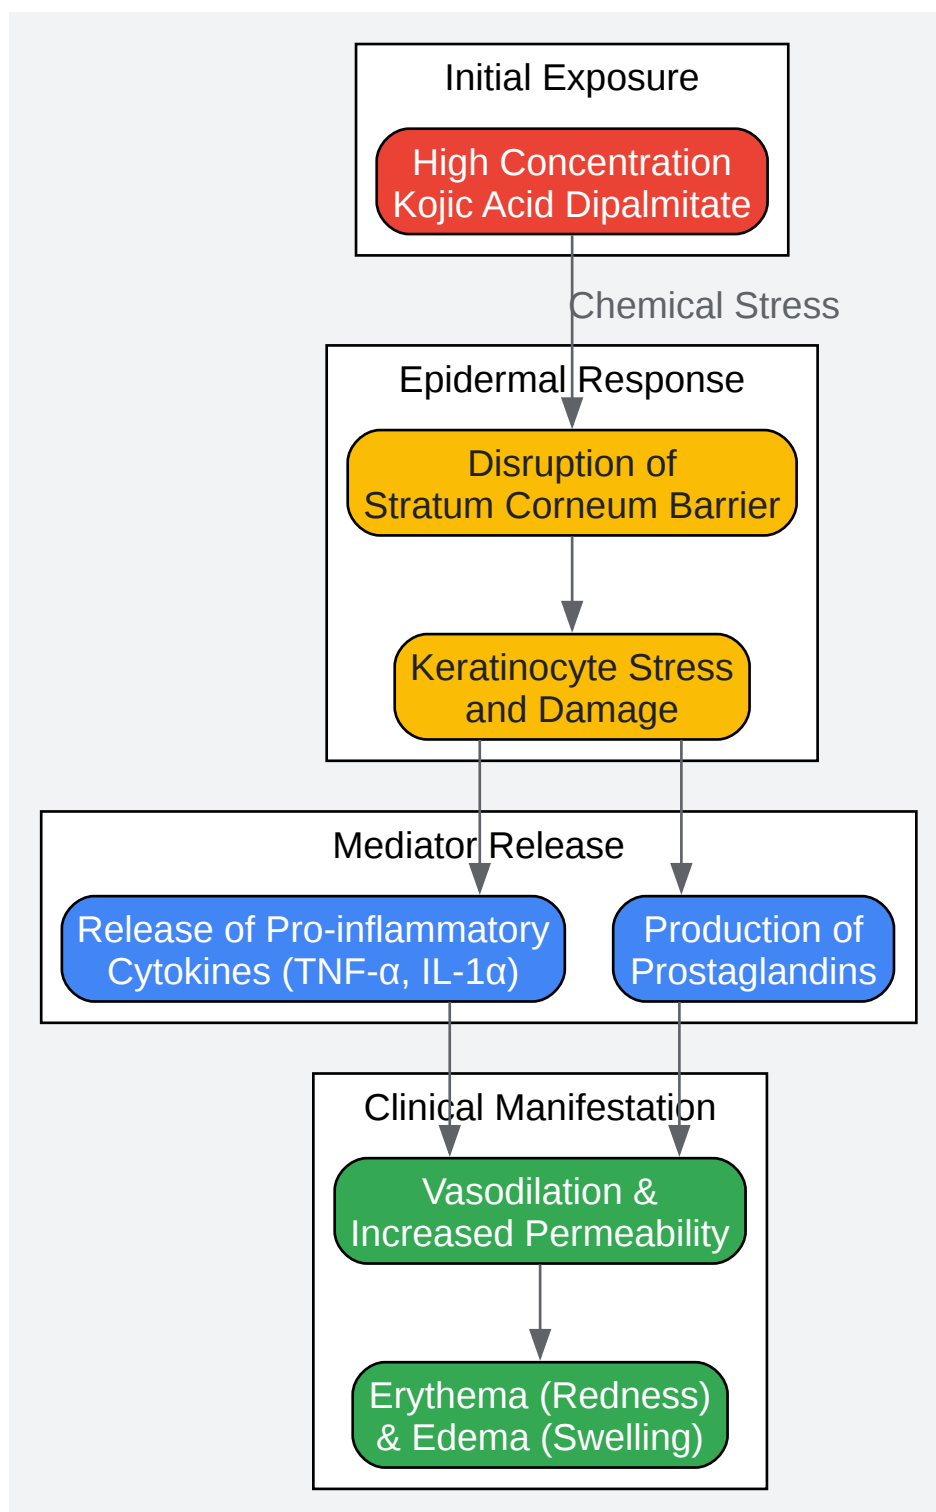 Initial Exposure
High Concentration
Kojic Acid Dipalmitate
Chemical Stress
Epidermal Response
Disruption of
Stratum Corneum Barrier
Keratinocyte Stress
and Damage
Mediator Release
Release of Pro-inflammatory
Cytokines (TNF-α, IL-1α)
Production of
Prostaglandins
Clinical Manifestation
Vasodilation &
Increased Permeability
Erythema (Redness)
& Edema (Swelling)